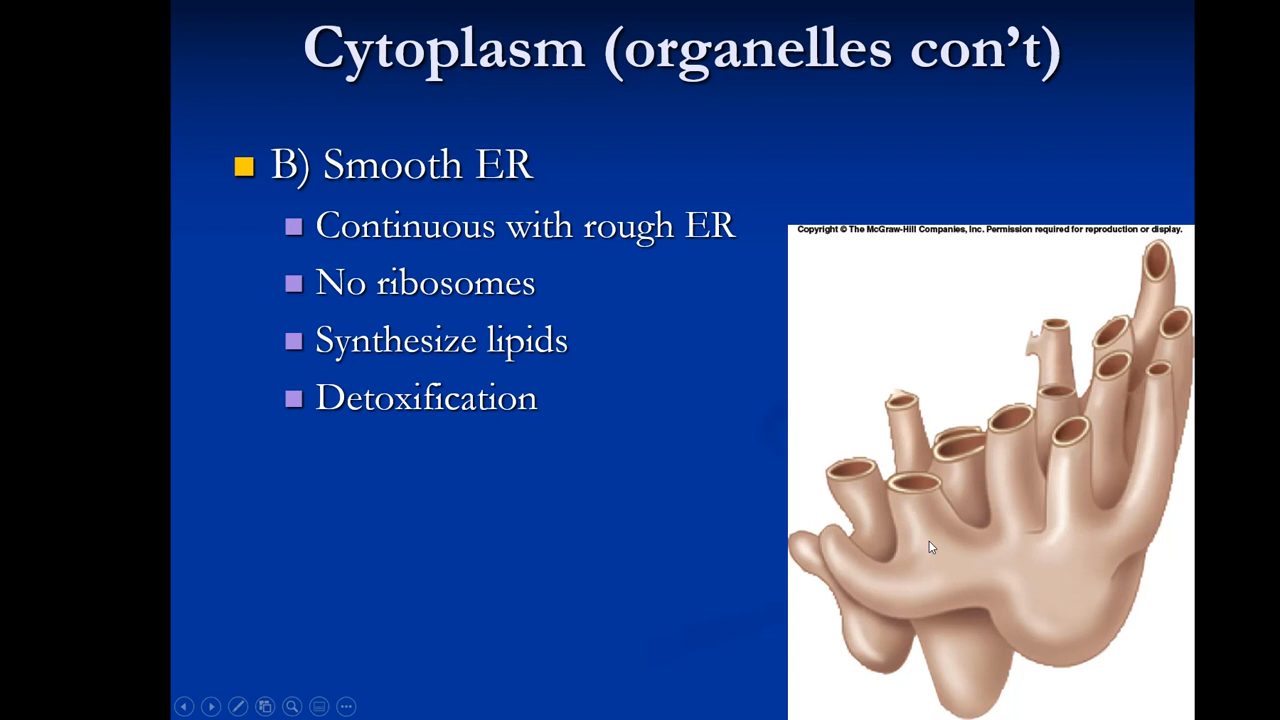 Cytoplasm (organelles con’t)
B) Smooth ER
Continuous with rough ER
No ribosomes
Synthesize lipids
Detoxification
Copyright © The McGraw-Hill Companies, Inc. Permission required for reproduction or display.